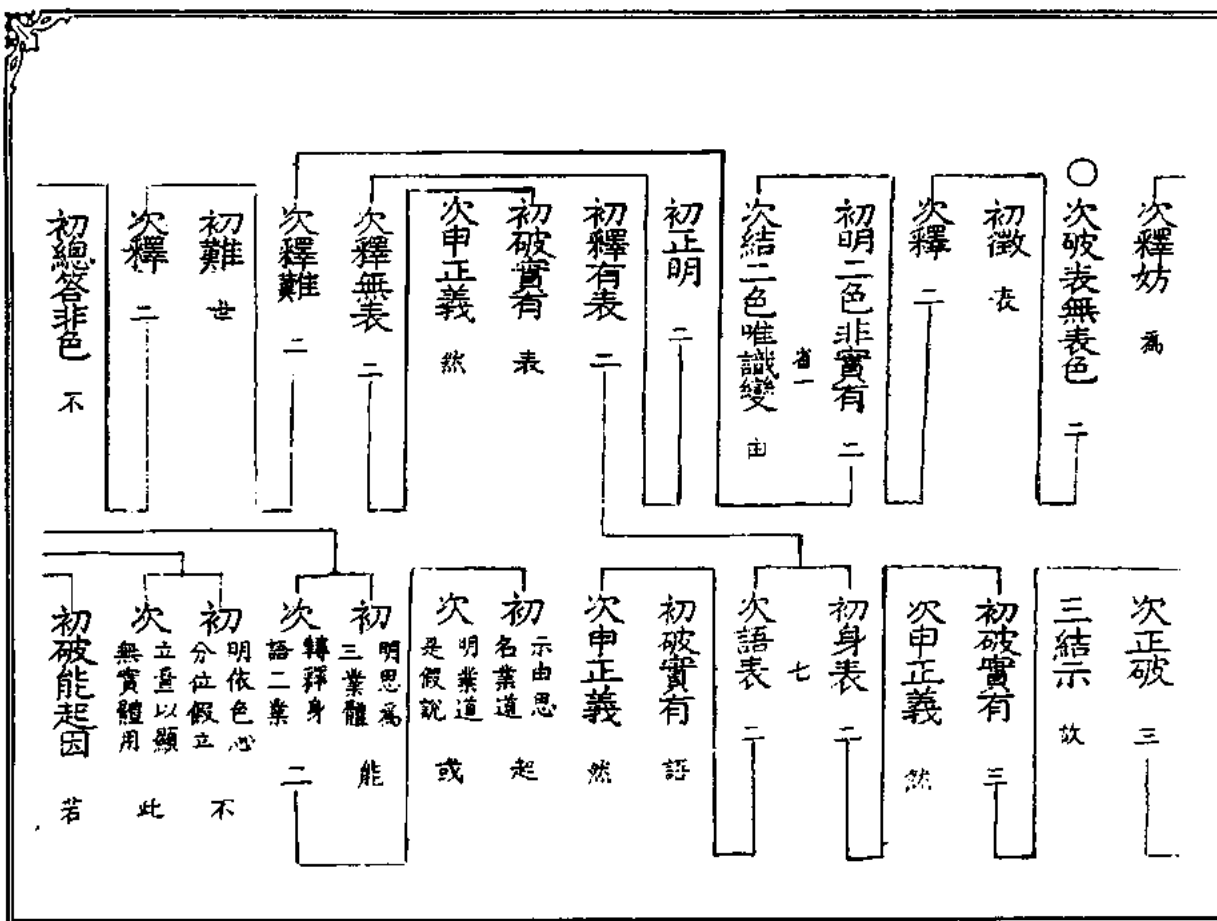 次釋妨 為
○次破表無表色 二
初徵 表
次釋 二
初明二色非實有 二
省一
次結二色唯識變 由
初正明 二
初釋有表 二
初破實有 表
次申正義 然
次釋無表 二
次釋難 二
初難 世
次釋 二
初總答非色 不
次正破 三
三結示 故
初破實有 三
次申正義 然
初身表 二
七
次語表 二
初破實有 語
次申正義 然
初示由思名業道 起
次明業道是假說 或
初明思為三業體 能
次轉釋身語二業 二
初明依色心分位假立 不
次立量以顯無實體用 此
初破能起因 若